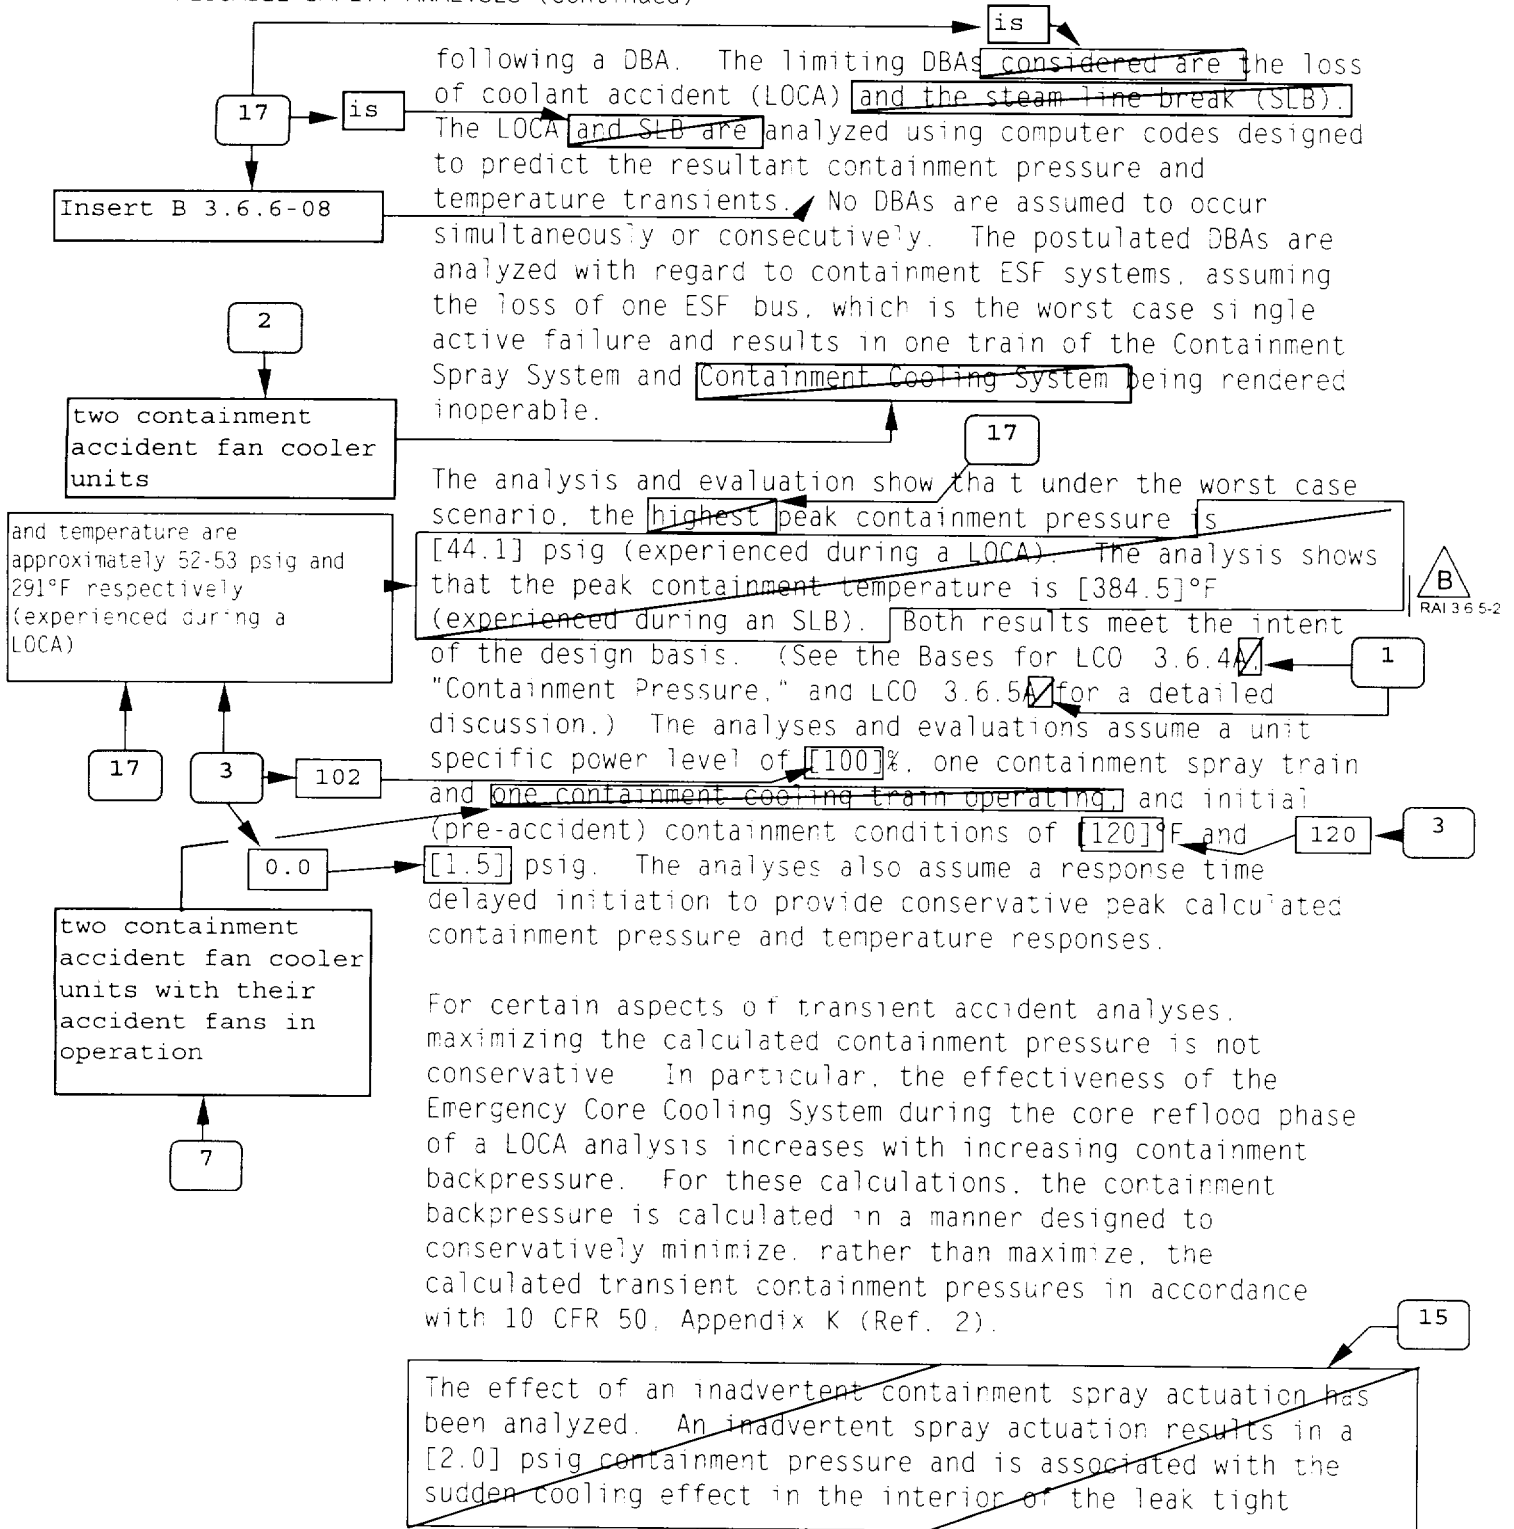 is
following a DBA. The limiting DBAs considered are the loss
of coolant accident (LOCA) and the steam line break (SLB).
17
is
The LOCA and SLB are analyzed using computer codes designed
to predict the resultant containment pressure and
temperature transients. No DBAs are assumed to occur
Insert B 3.6.6-08
simultaneously or consecutively. The postulated DBAs are
analyzed with regard to containment ESF systems, assuming
the loss of one ESF bus, which is the worst case si ngle
active failure and results in one train of the Containment
Spray System and Containment Cooling System being rendered
inoperable.
2
two containment
accident fan cooler
units
17
The analysis and evaluation show tha t under the worst case
scenario, the highest peak containment pressure is
[44.1] psig (experienced during a LOCA). The analysis shows
that the peak containment temperature is [384.5]°F
(experienced during an SLB). Both results meet the intent
of the design basis. (See the Bases for LCO 3.6.4A,
"Containment Pressure," and LCO 3.6.5A for a detailed
discussion.) The analyses and evaluations assume a unit
specific power level of [100]%, one containment spray train
and one containment cooling train operating, and initial
(pre-accident) containment conditions of [120]°F and
[1.5] psig. The analyses also assume a response time
delayed initiation to provide conservative peak calculated
containment pressure and temperature responses.
and temperature are
approximately 52-53 psig and
291°F respectively
(experienced during a
LOCA)
B
RAI 3 6 5-2
1
17
3
102
0.0
120
3
two containment
accident fan cooler
units with their
accident fans in
operation
7
For certain aspects of transient accident analyses,
maximizing the calculated containment pressure is not
conservative In particular, the effectiveness of the
Emergency Core Cooling System during the core reflood phase
of a LOCA analysis increases with increasing containment
backpressure. For these calculations, the containment
backpressure is calculated in a manner designed to
conservatively minimize, rather than maximize, the
calculated transient containment pressures in accordance
with 10 CFR 50, Appendix K (Ref. 2).
15
The effect of an inadvertent containment spray actuation has
been analyzed. An inadvertent spray actuation results in a
[2.0] psig containment pressure and is associated with the
sudden cooling effect in the interior of the leak tight